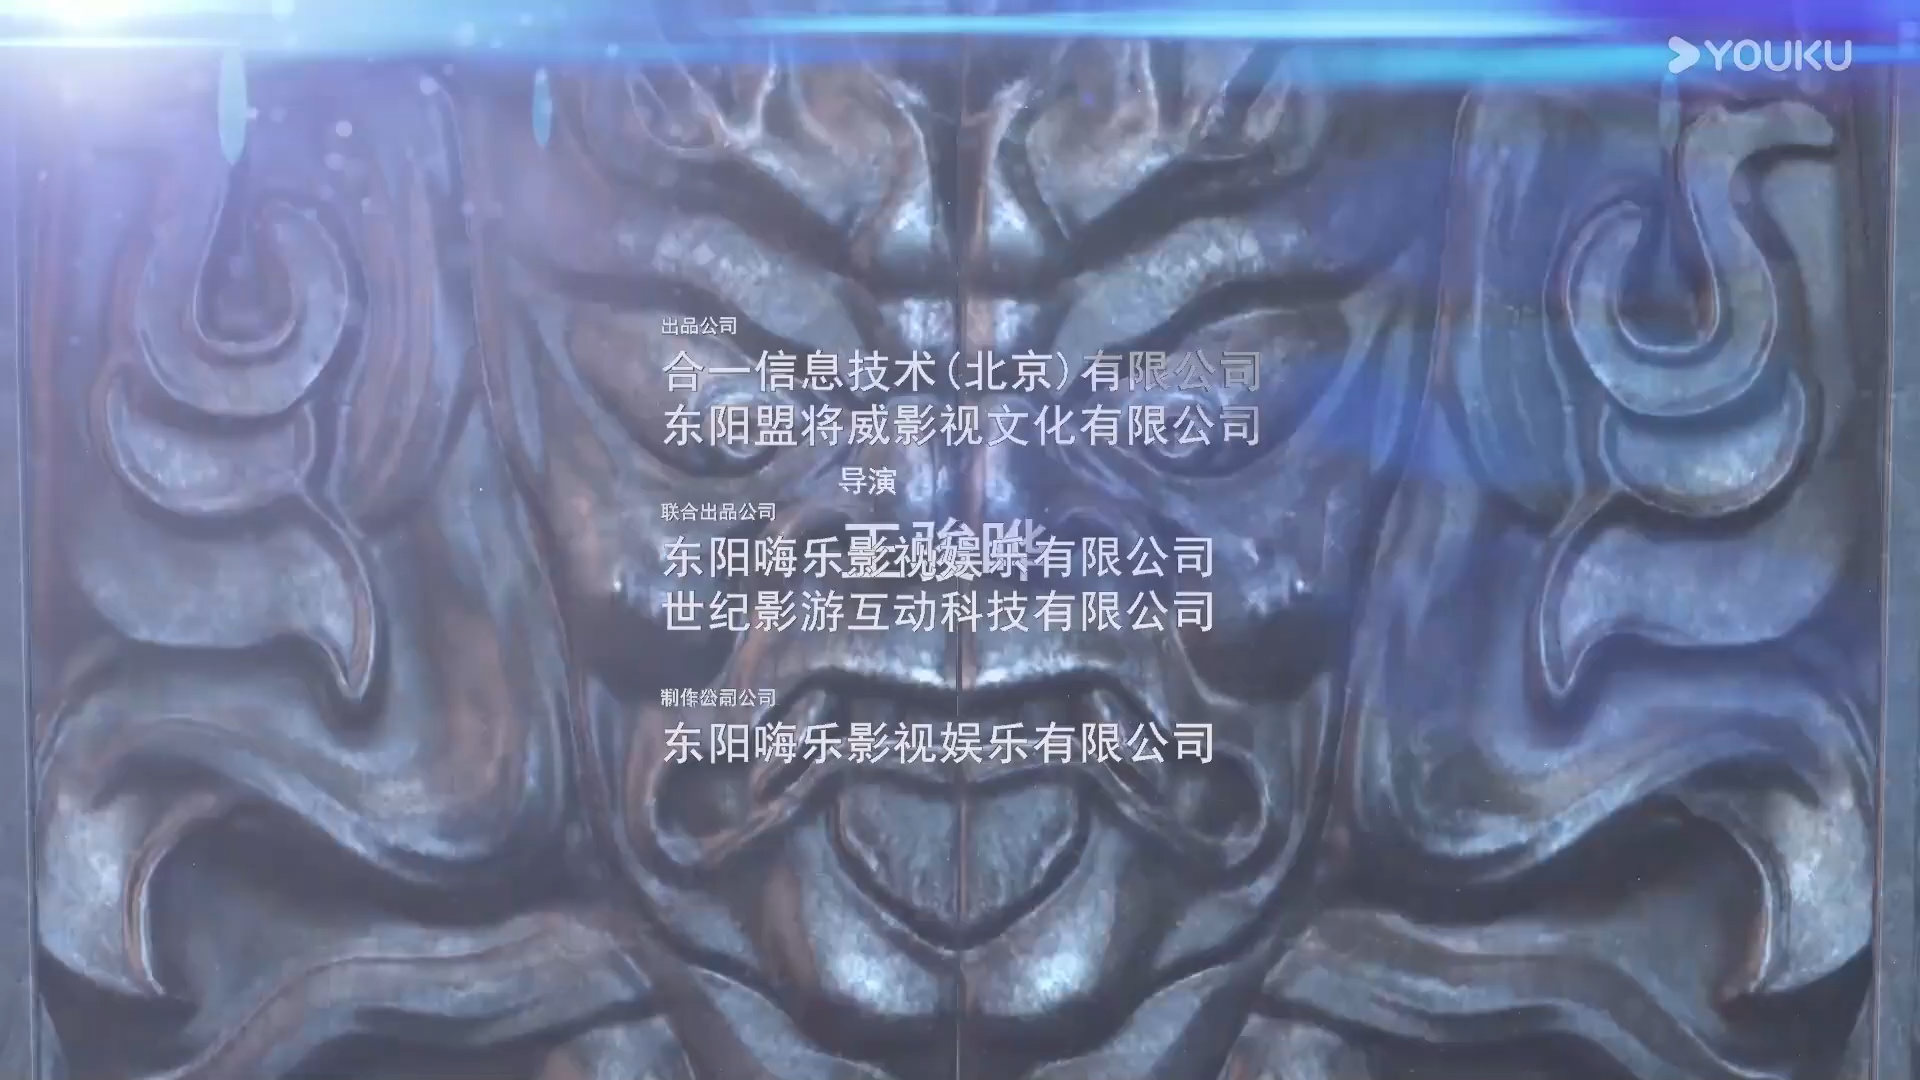 YOUKU
出品公司
合一信息技术(北京)有限公司
东阳盟将威影视文化有限公司
导演
王骏晔
联合出品公司
东阳嗨乐影视娱乐有限公司
世纪影游互动科技有限公司
东阳嗨乐影视娱乐有限公司